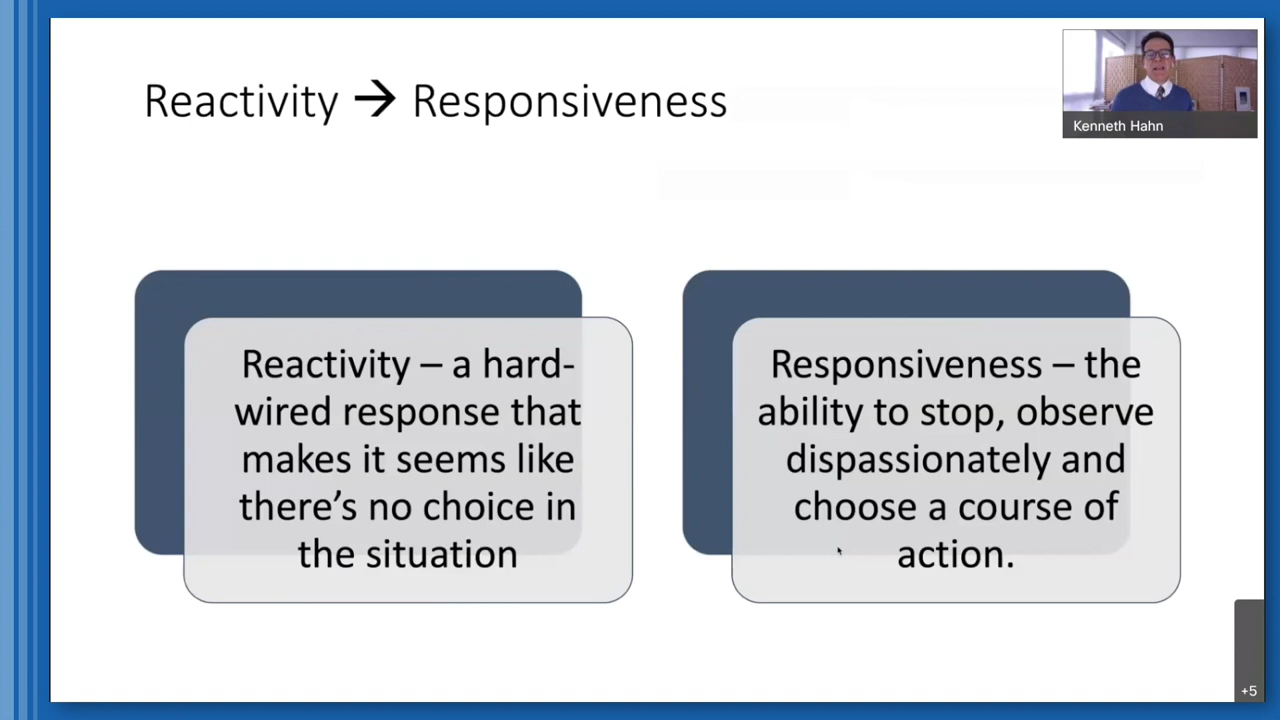 Reactivity → Responsiveness
Kenneth Hahn
Reactivity – a hard-
wired response that
makes it seems like
there’s no choice in
the situation
Responsiveness – the
ability to stop, observe
dispassionately and
choose a course of
action.
+5